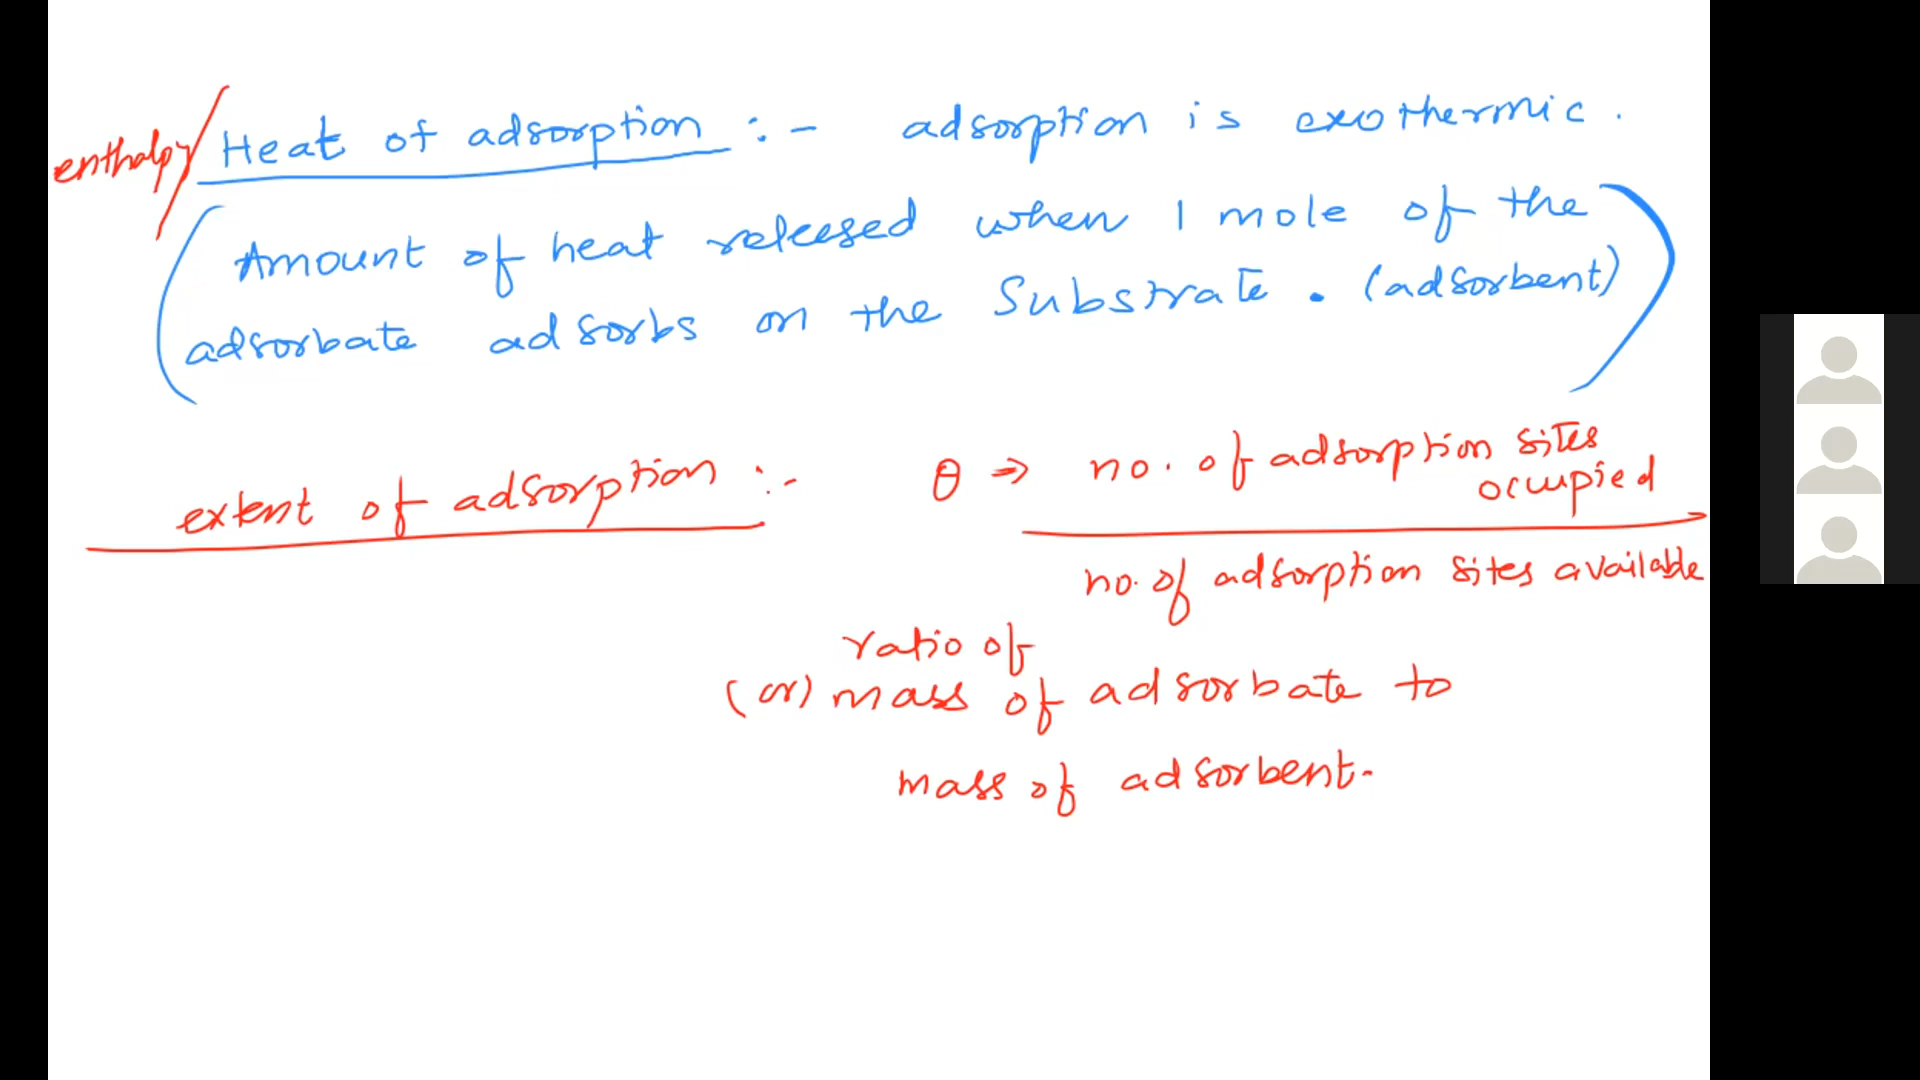 enthalpy/Heat of adsorption :- adsorption is exothermic.
(Amount of heat released when 1 mole of the
adsorbate adsorbs on the Substrate. (adsorbent))
extent of adsorption :- θ ⇒ no. of adsorption sites
occupied
no. of adsorption sites available
ratio of
(or) mass of adsorbate to
mass of adsorbent.